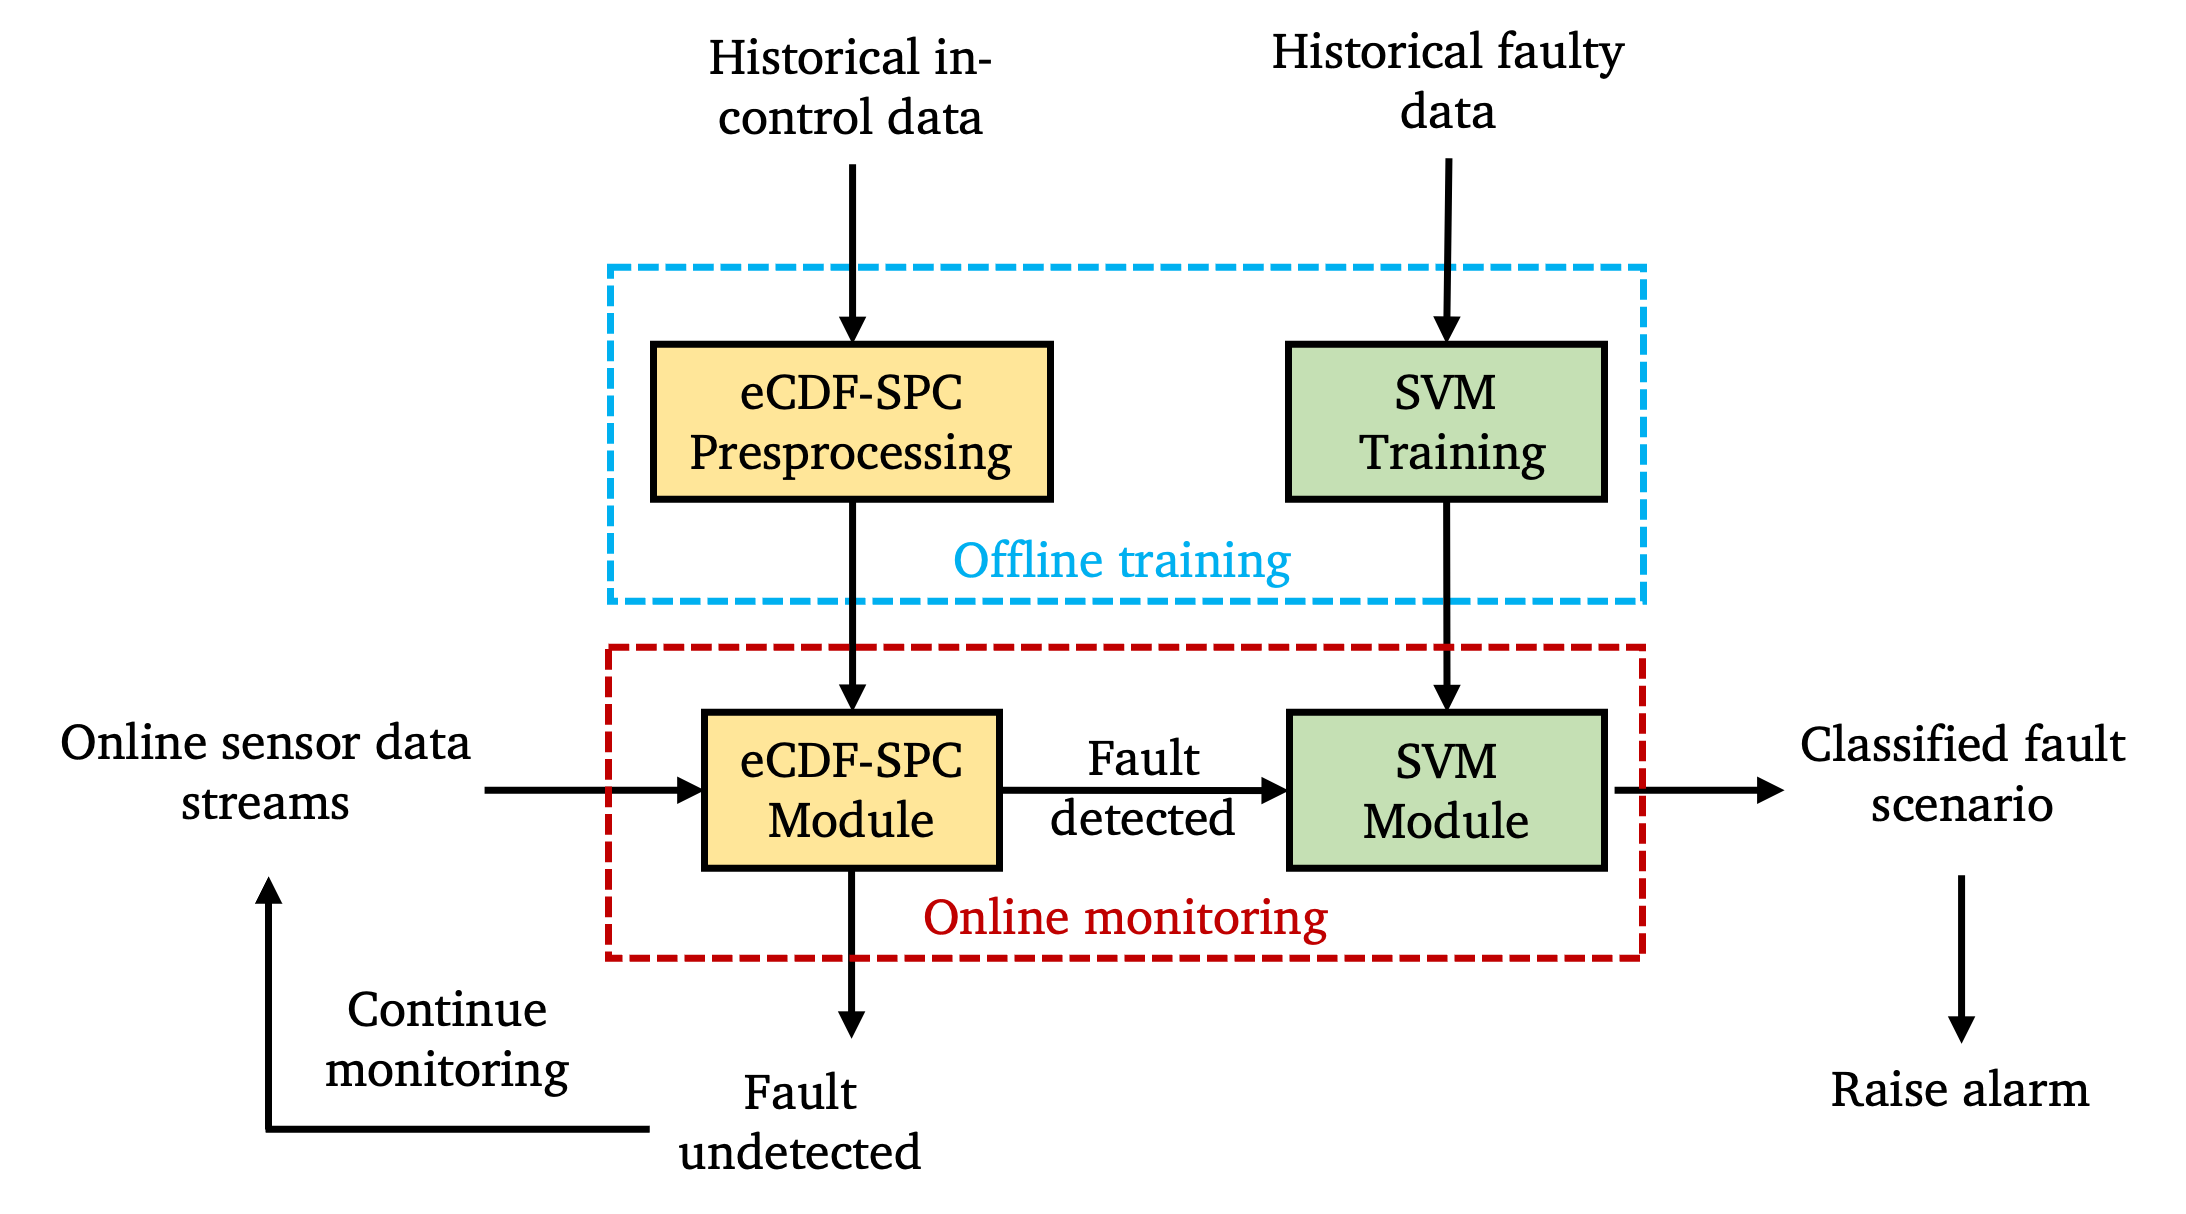 Historical in-
control data
Historical faulty
data
eCDF-SPC
Presprocessing
SVM
Training
Offline training
Online sensor data
streams
eCDF-SPC
Module
Fault
detected
SVM
Module
Classified fault
scenario
Online monitoring
Continue
monitoring
Fault
undetected
Raise alarm